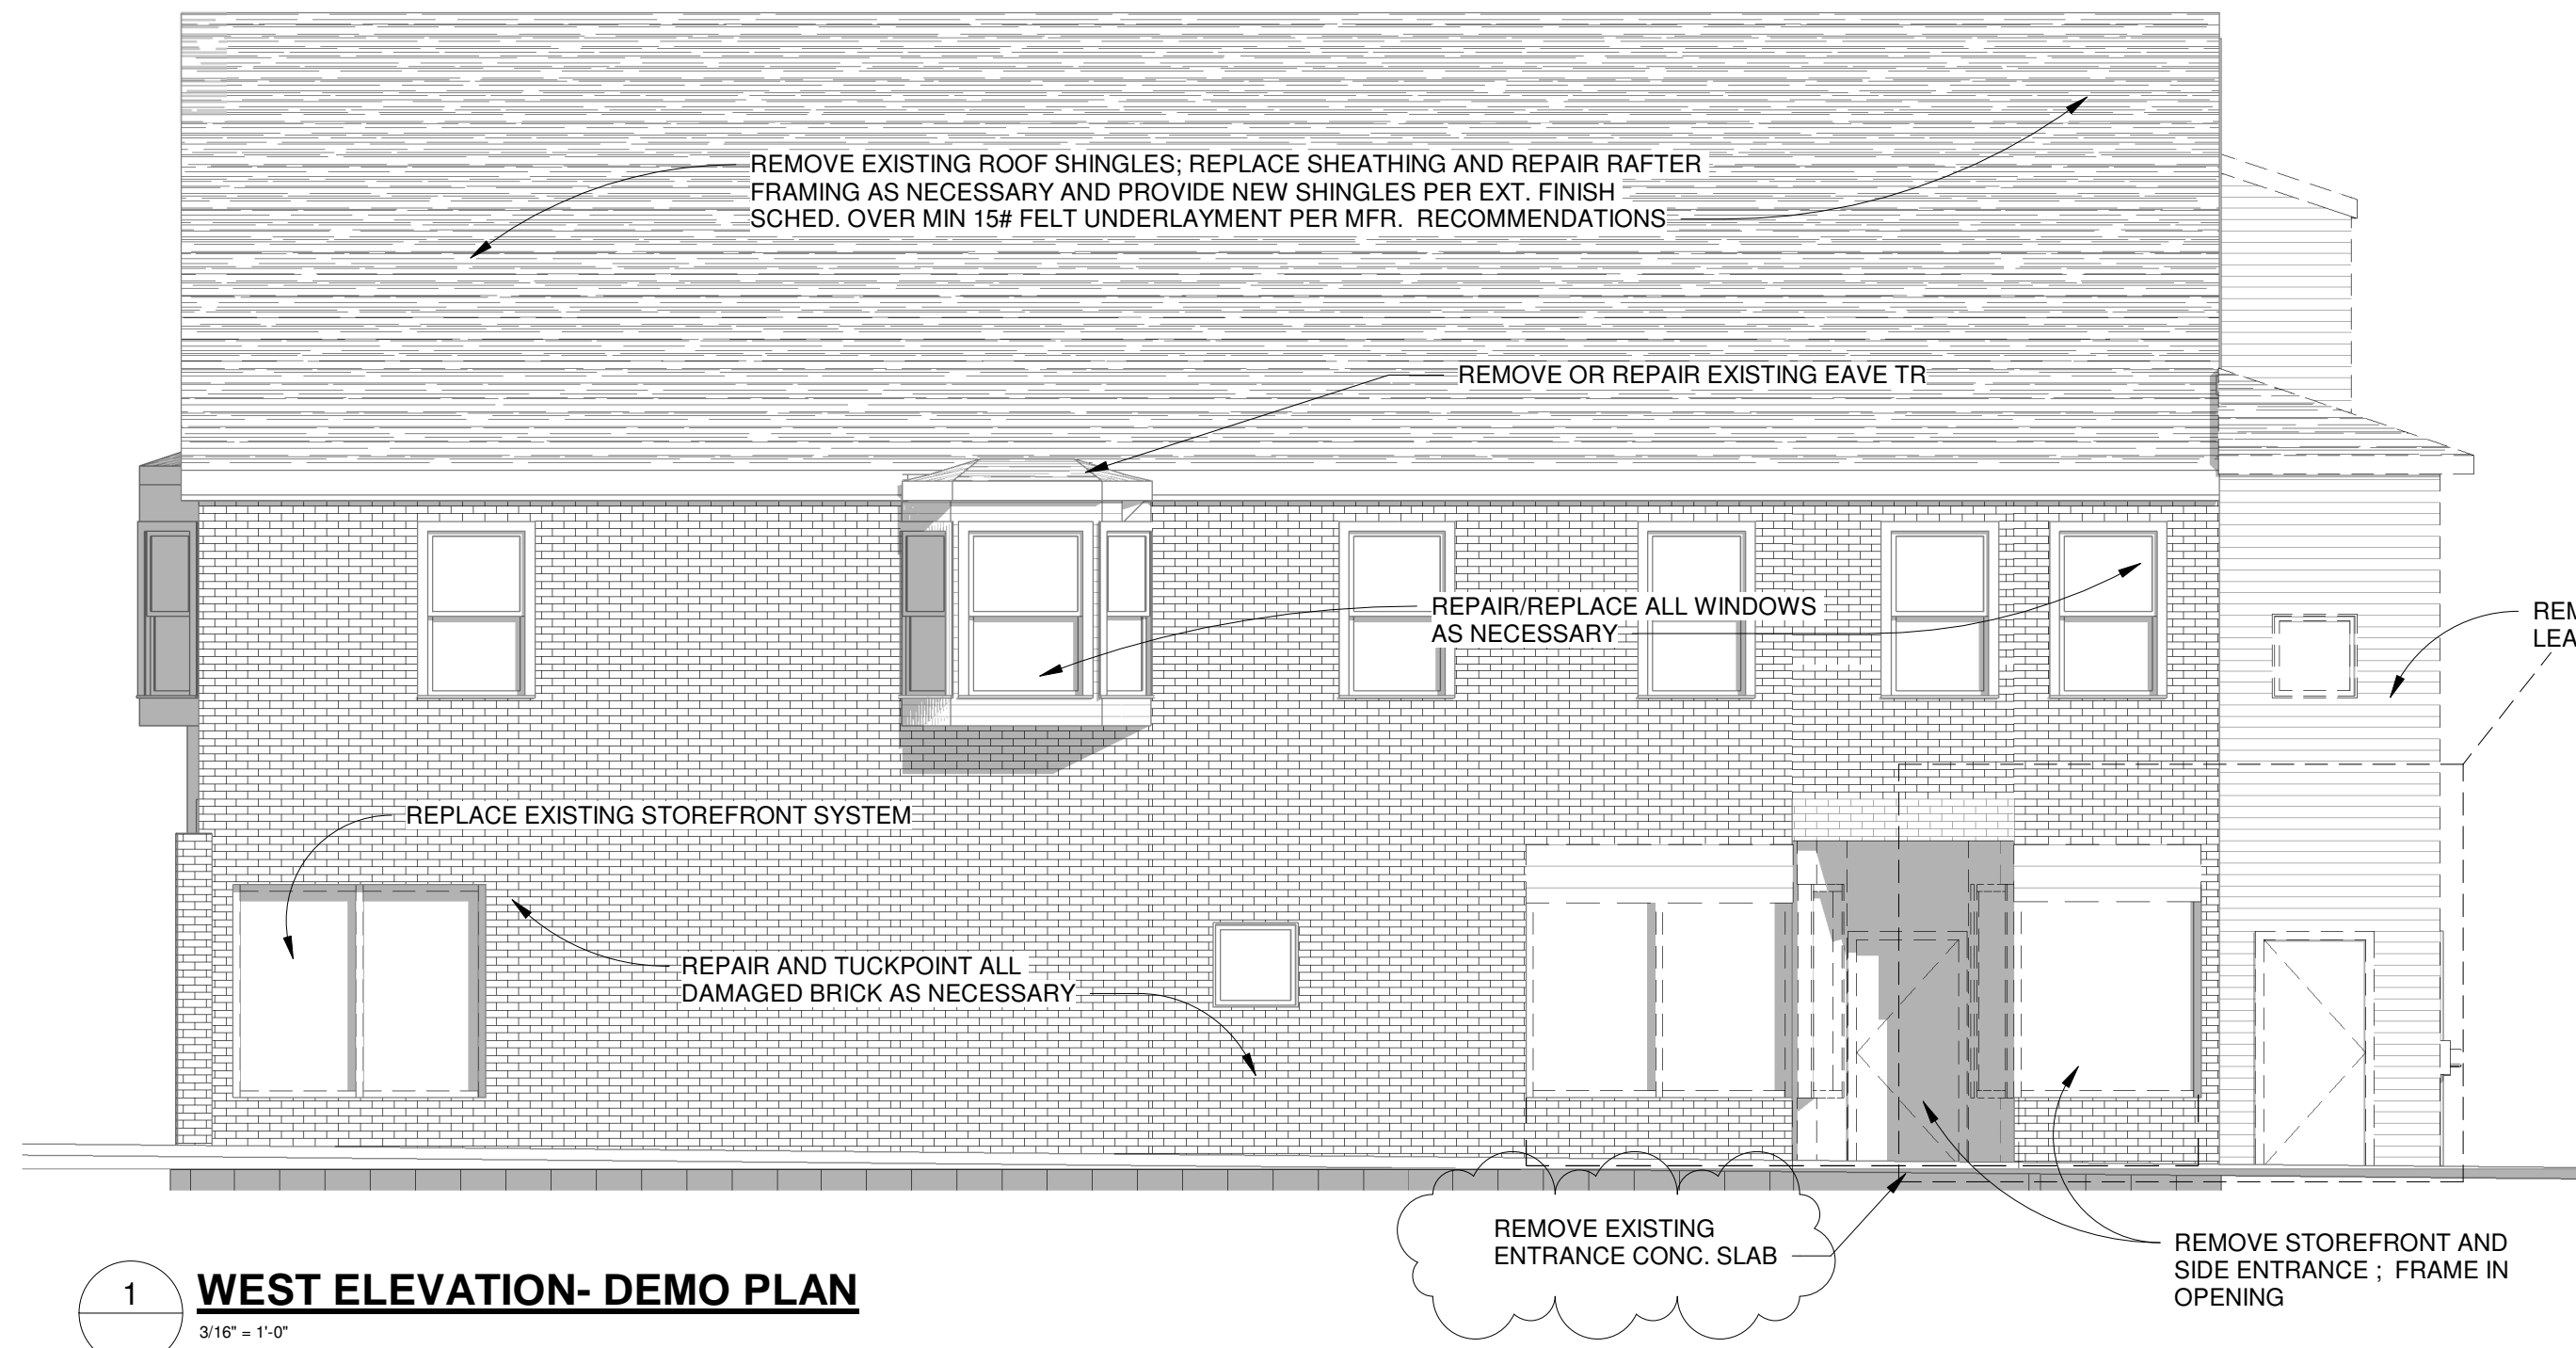 REMOVE EXISTING ROOF SHINGLES; REPLACE SHEATHING AND REPAIR RAFTER
FRAMING AS NECESSARY AND PROVIDE NEW SHINGLES PER EXT. FINISH
SCHED. OVER MIN 15# FELT UNDERLAYMENT PER MFR. RECOMMENDATIONS
REMOVE OR REPAIR EXISTING EAVE TR
REPAIR/REPLACE ALL WINDOWS
AS NECESSARY
REM
LEA
REPLACE EXISTING STOREFRONT SYSTEM
REPAIR AND TUCKPOINT ALL
DAMAGED BRICK AS NECESSARY
REMOVE EXISTING
ENTRANCE CONC. SLAB
REMOVE STOREFRONT AND
SIDE ENTRANCE ; FRAME IN
OPENING
1
WEST ELEVATION- DEMO PLAN
3/16" = 1'-0"